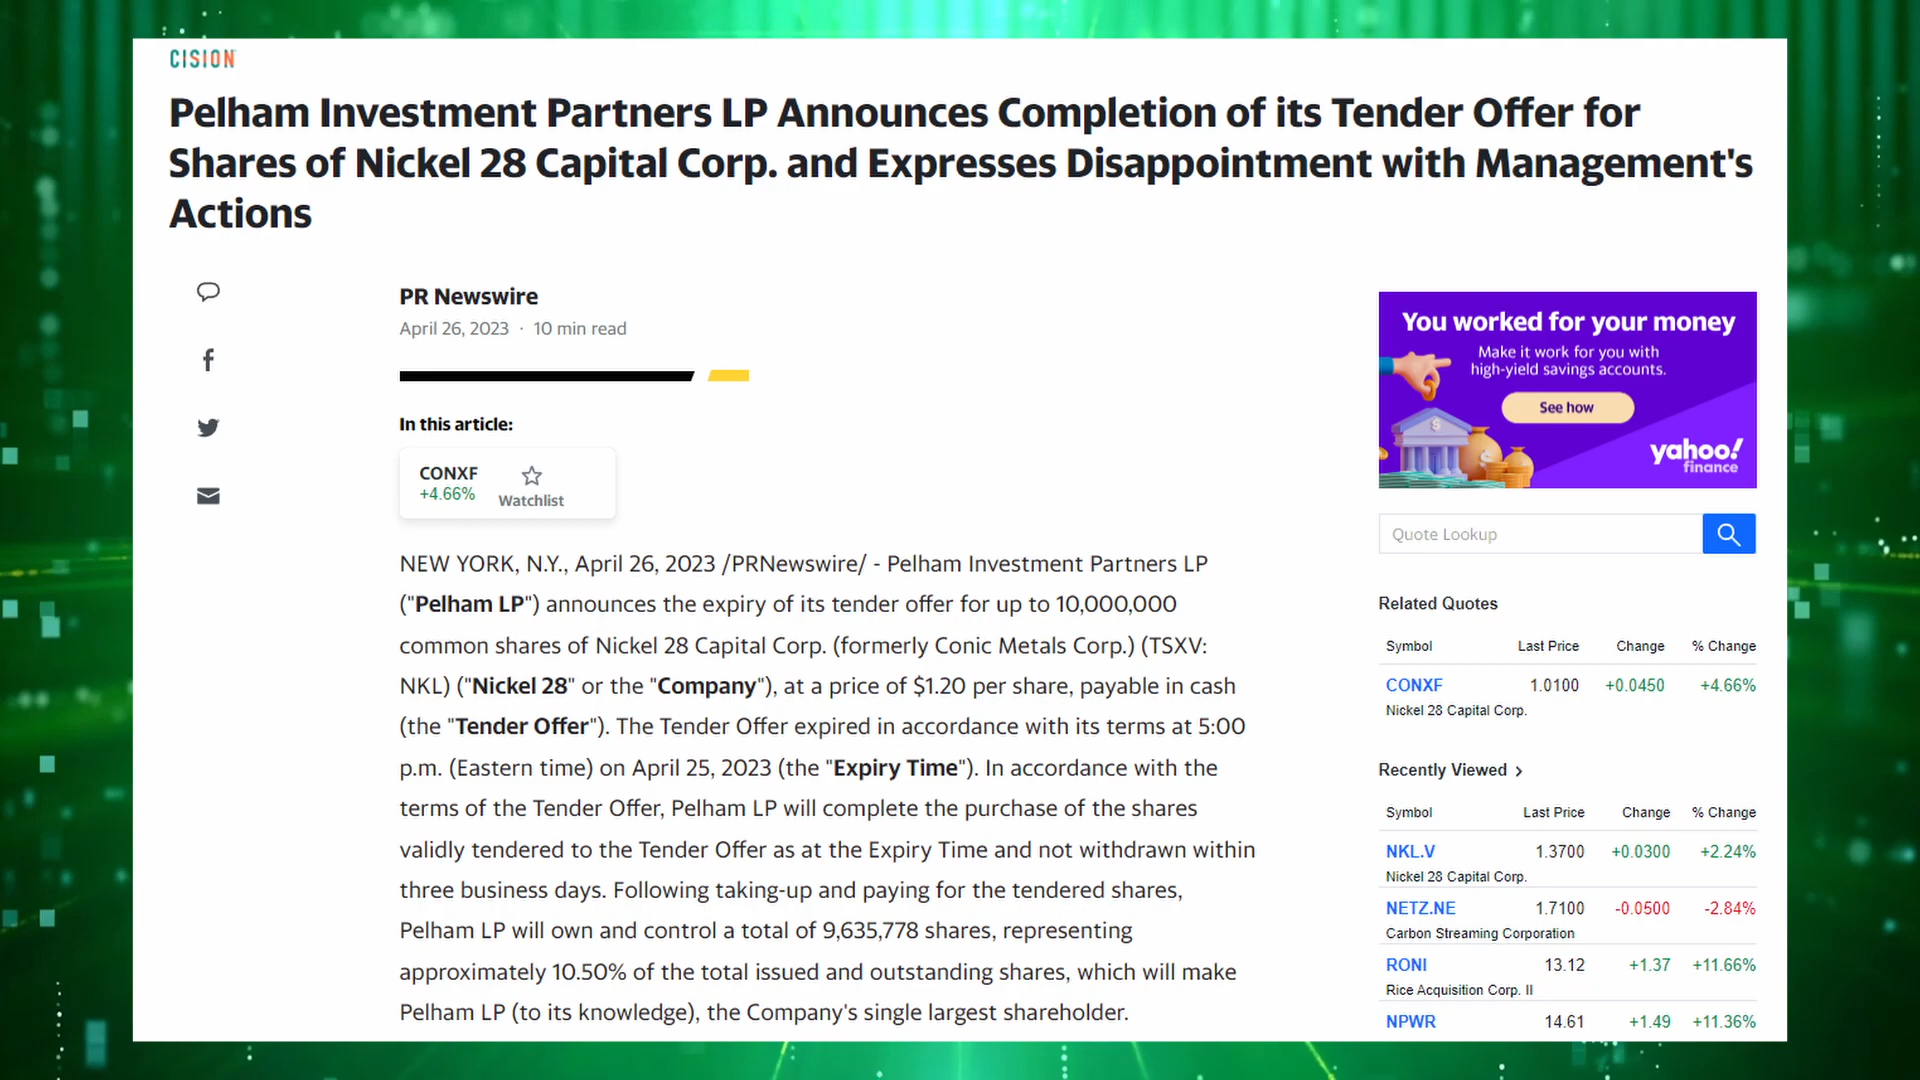 CISION
Pelham Investment Partners LP Announces Completion of its Tender Offer for
Shares of Nickel 28 Capital Corp. and Expresses Disappointment with Management's
Actions
PR Newswire
April 26, 2023 · 10 min read
In this article:
CONXF
+4.66%
Watchlist
NEW YORK, N.Y., April 26, 2023 /PRNewswire/ - Pelham Investment Partners LP
("Pelham LP") announces the expiry of its tender offer for up to 10,000,000
common shares of Nickel 28 Capital Corp. (formerly Conic Metals Corp.) (TSXV:
NKL) ("Nickel 28" or the "Company"), at a price of $1.20 per share, payable in cash
(the "Tender Offer"). The Tender Offer expired in accordance with its terms at 5:00
p.m. (Eastern time) on April 25, 2023 (the "Expiry Time"). In accordance with the
terms of the Tender Offer, Pelham LP will complete the purchase of the shares
validly tendered to the Tender Offer as at the Expiry Time and not withdrawn within
three business days. Following taking-up and paying for the tendered shares,
Pelham LP will own and control a total of 9,635,778 shares, representing
approximately 10.50% of the total issued and outstanding shares, which will make
Pelham LP (to its knowledge), the Company's single largest shareholder.
You worked for your money
Make it work for you with
high-yield savings accounts.
See how
yahoo!
finance
Quote Lookup
Related Quotes
Symbol Last Price Change % Change
CONXF 1.0100 +0.0450 +4.66%
Nickel 28 Capital Corp.
Recently Viewed >
Symbol Last Price Change % Change
NKL.V 1.3700 +0.0300 +2.24%
Nickel 28 Capital Corp.
NETZ.NE 1.7100 -0.0500 -2.84%
Carbon Streaming Corporation
RONI 13.12 +1.37 +11.66%
Rice Acquisition Corp. II
NPWR 14.61 +1.49 +11.36%